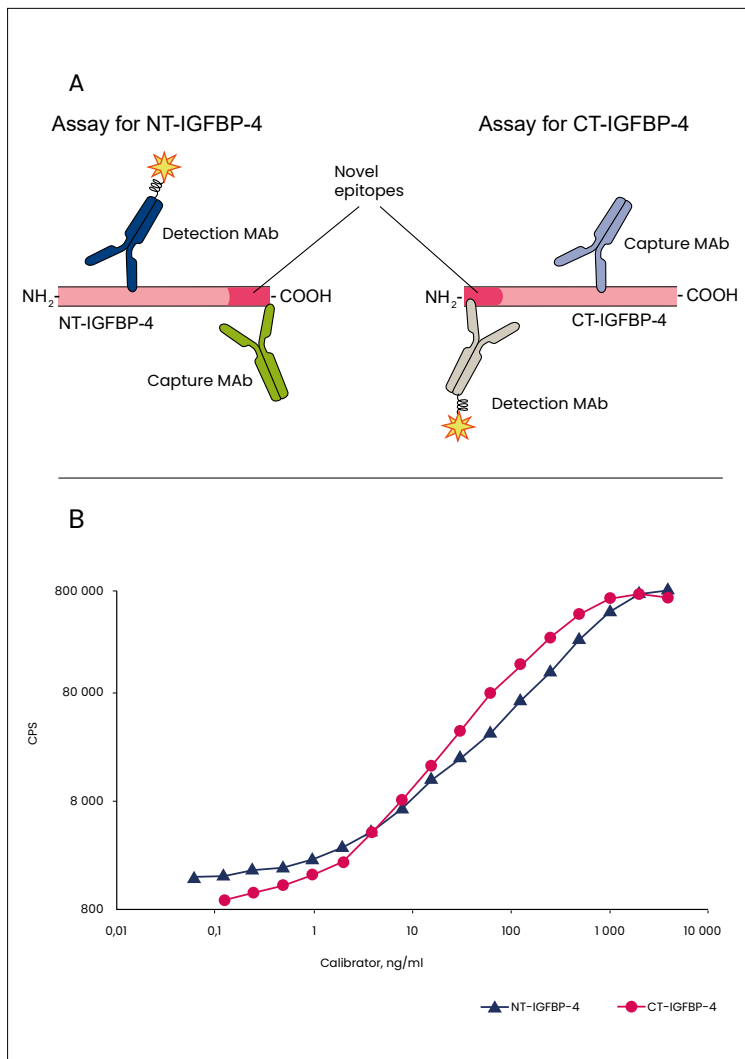 A
Assay for NT-IGFBP-4
Assay for CT-IGFBP-4
Novel
epitopes
Detection MAb
Capture MAb
NH2-
-COOH
NH2-
-COOH
NT-IGFBP-4
CT-IGFBP-4
Capture MAb
Detection MAb
B
800 000
80 000
8 000
800
CPS
0,01
0,1
1
10
100
1 000
10 000
Calibrator, ng/ml
NT-IGFBP-4
CT-IGFBP-4